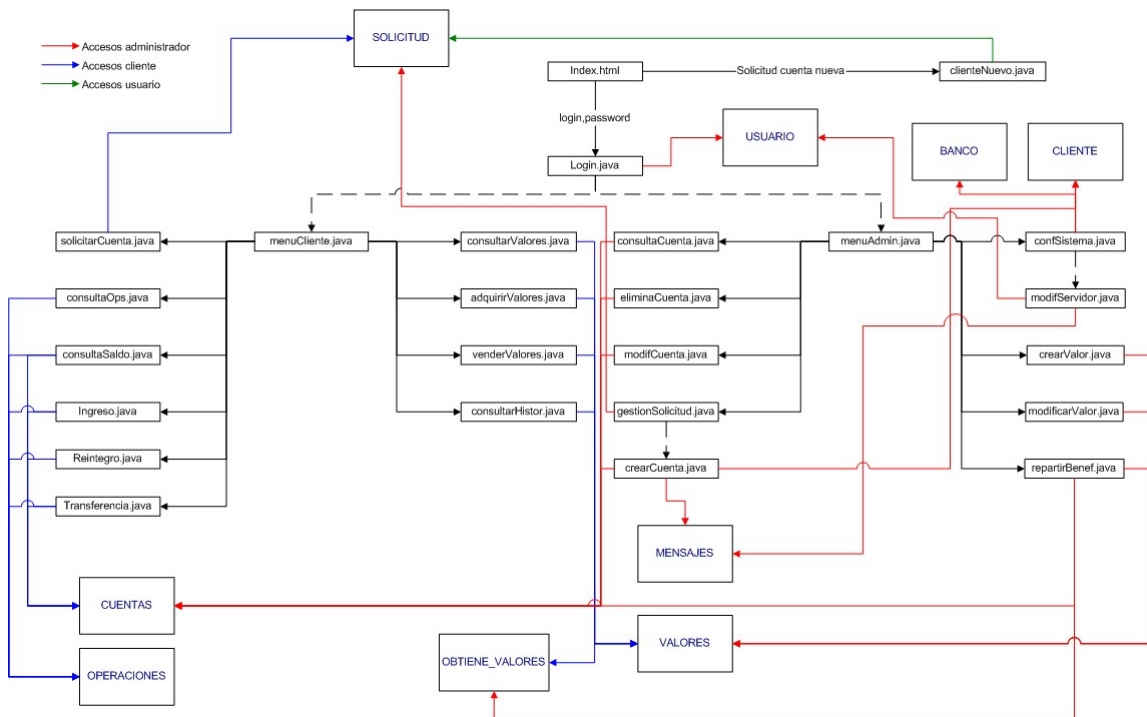 SOLICITUD
Accesos administrador
Accesos cliente
Accesos usuario
Index.html
Solicitud cuenta nueva
clienteNuevo.java
login,password
USUARIO
BANCO
CLIENTE
Login.java
solicitarCuenta.java
menuCliente.java
consultarValores.java
consultaCuenta.java
menuAdmin.java
confSistema.java
consultaOps.java
adquirirValores.java
eliminaCuenta.java
modifServidor.java
consultaSaldo.java
venderValores.java
modifCuenta.java
crearValor.java
Ingreso.java
consultarHistor.java
gestionSolicitud.java
modificarValor.java
Reintegro.java
crearCuenta.java
repartirBenef.java
Transferencia.java
MENSAJES
CUENTAS
VALORES
OBTIENE_VALORES
OPERACIONES